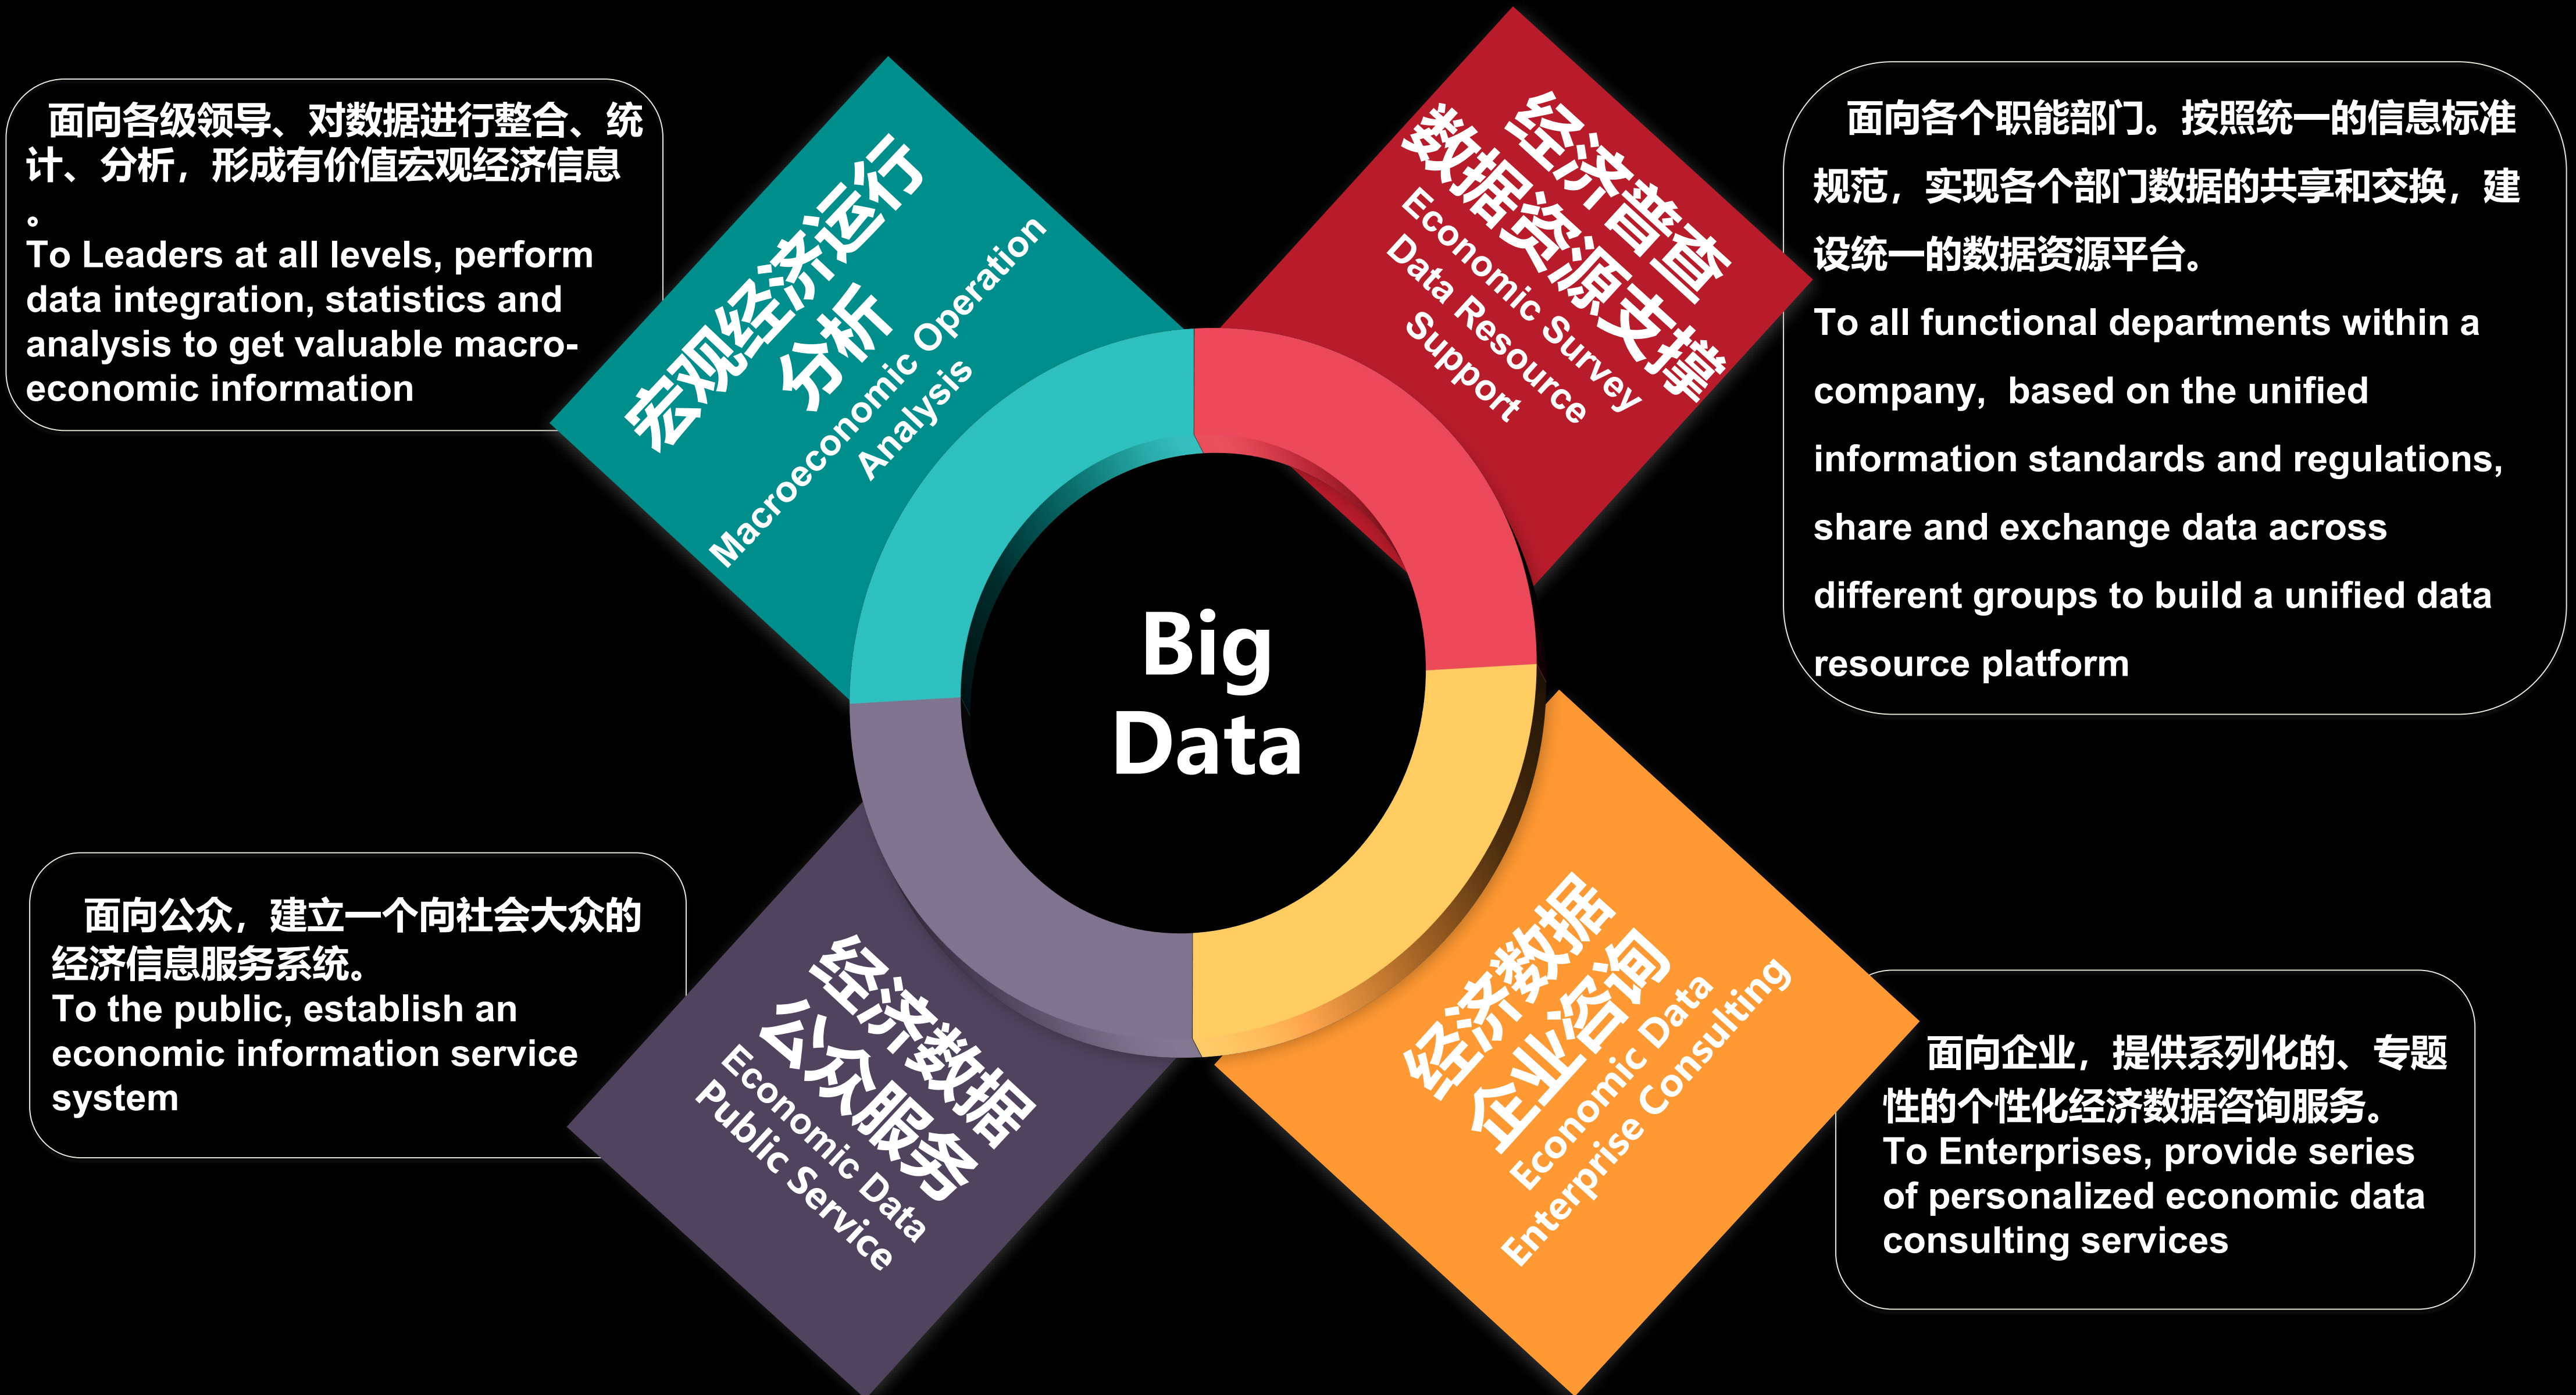 面向各级领导、对数据进行整合、统
计、分析，形成有价值宏观经济信息
。
To Leaders at all levels, perform
data integration, statistics and
analysis to get valuable macro-
economic information
宏观经济运行
分析
Macroeconomic Operation
Analysis
经济普查
数据资源支撑
Economic Survey
Data Resource
Support
面向各个职能部门。按照统一的信息标准
规范，实现各个部门数据的共享和交换，建
设统一的数据资源平台。
To all functional departments within a
company, based on the unified
information standards and regulations,
share and exchange data across
different groups to build a unified data
resource platform
Big
Data
面向公众，建立一个向社会大众的
经济信息服务系统。
To the public, establish an
economic information service
system
经济数据
公众服务
Economic Data
Public Service
经济数据
企业咨询
Economic Data
Enterprise Consulting
面向企业，提供系列化的、专题
性的个性化经济数据咨询服务。
To Enterprises, provide series
of personalized economic data
consulting services